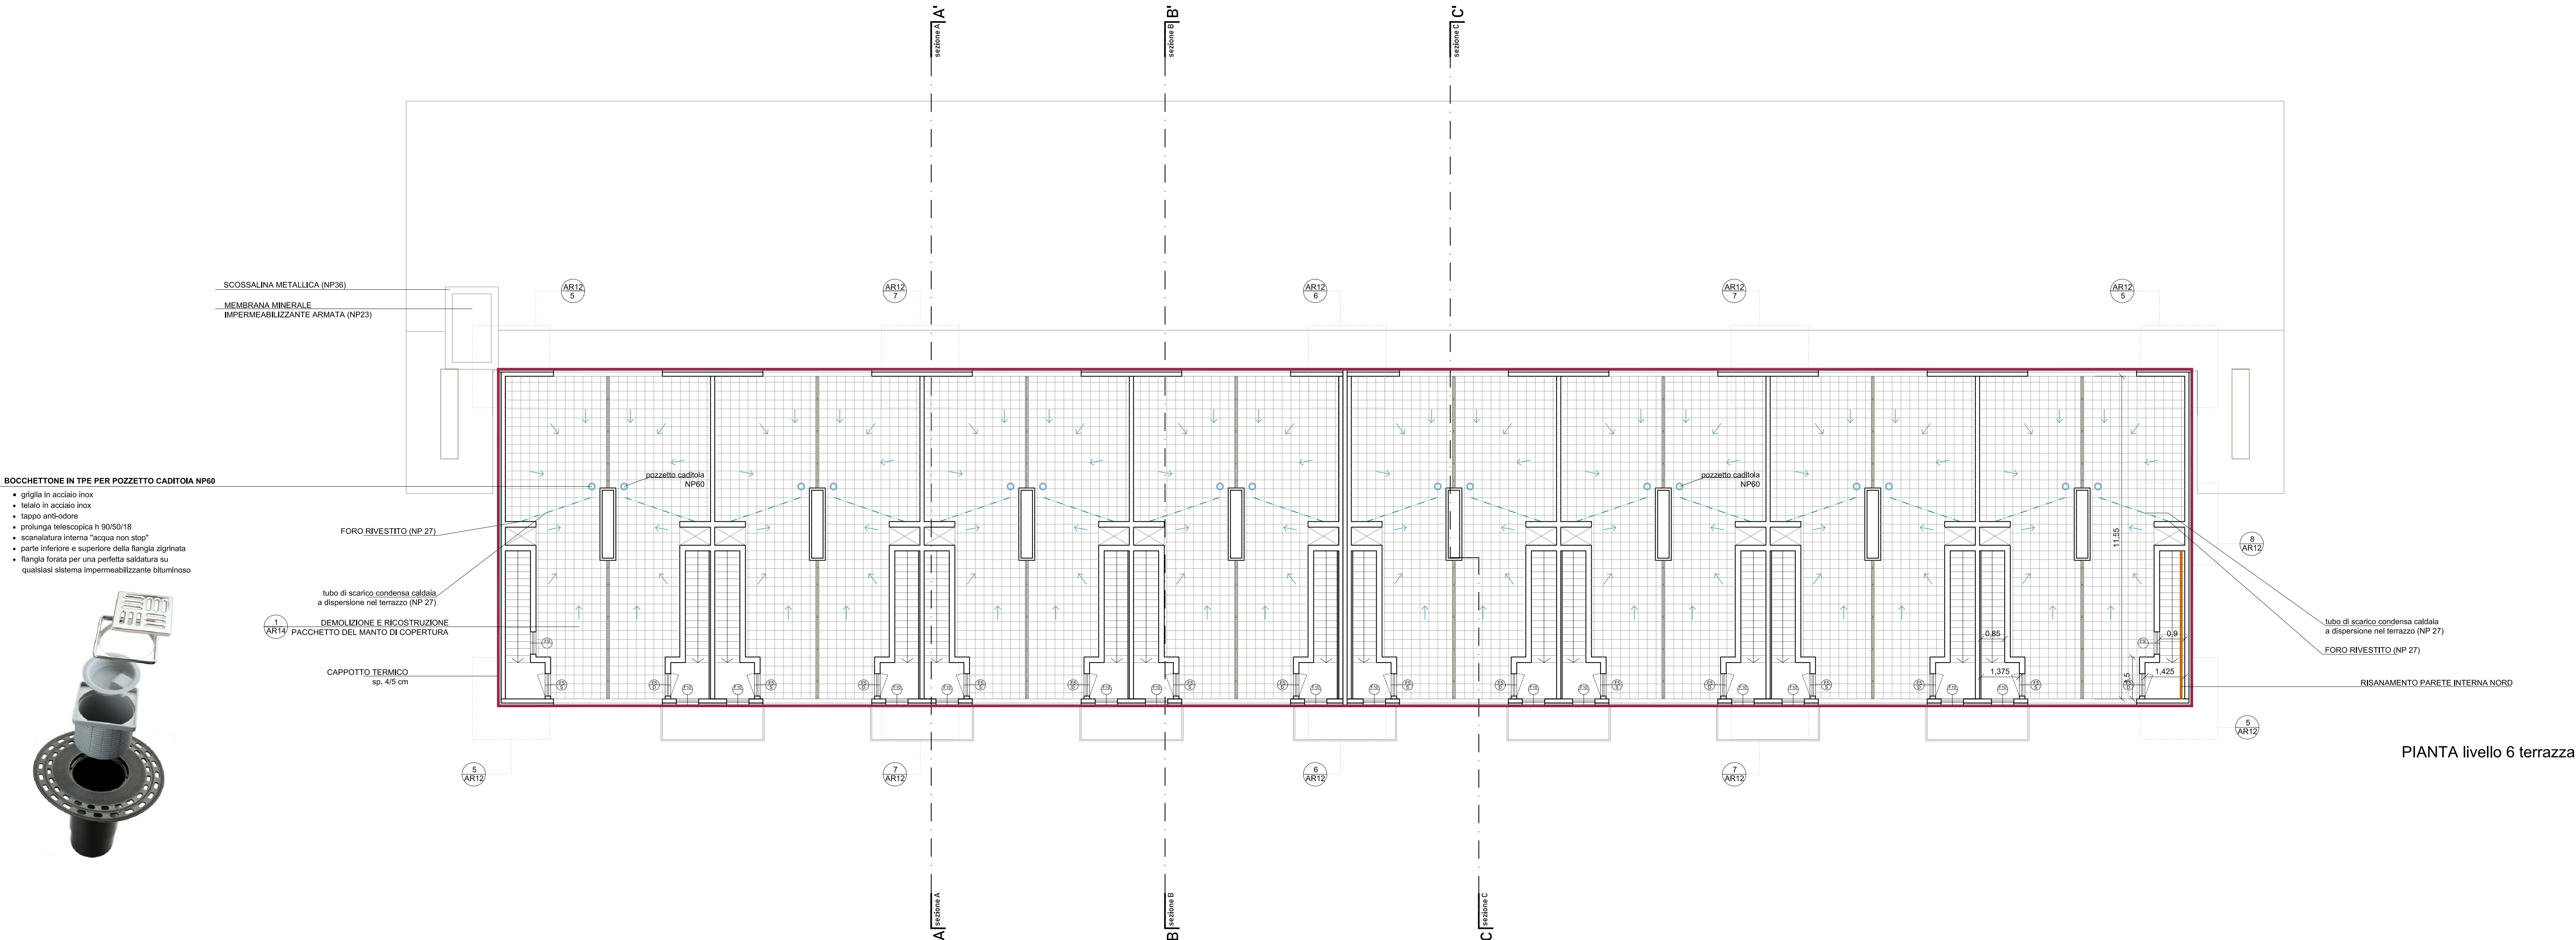 A'
sezione A
B'
sezione B
C'
sezione C
SCOSSALINA METALLICA (NP36)
MEMBRANA MINERALE
IMPERMEABILIZZANTE ARMATA (NP23)
AR12
5
AR12
7
AR12
6
AR12
7
AR12
5
BOCCHETTONE IN TPE PER POZZETTO CADITOIA NP60
• griglia in acciaio inox
• telaio in acciaio inox
• tappo anti-odore
• prolunga telescopica h 90/50/18
• scanalatura interna "acqua non stop"
• parte inferiore e superiore della flangia zigrinata
• flangia forata per una perfetta saldatura su
qualsiasi sistema impermeabilizzante bituminoso
pozzetto caditoia
NP60
pozzetto caditoia
NP60
FORO RIVESTITO (NP 27)
tubo di scarico condensa caldaia
a dispersione nel terrazzo (NP 27)
1
AR14
DEMOLIZIONE E RICOSTRUZIONE
PACCHETTO DEL MANTO DI COPERTURA
CAPPOTTO TERMICO
sp. 4/5 cm
11,55
8
AR12
0,85
0,9
1,375
1,425
tubo di scarico condensa caldaia
a dispersione nel terrazzo (NP 27)
FORO RIVESTITO (NP 27)
RISANAMENTO PARETE INTERNA NORD
5
AR12
5
AR12
7
AR12
6
AR12
7
AR12
PIANTA livello 6 terrazza
A
sezione A
B
sezione B
C
sezione C